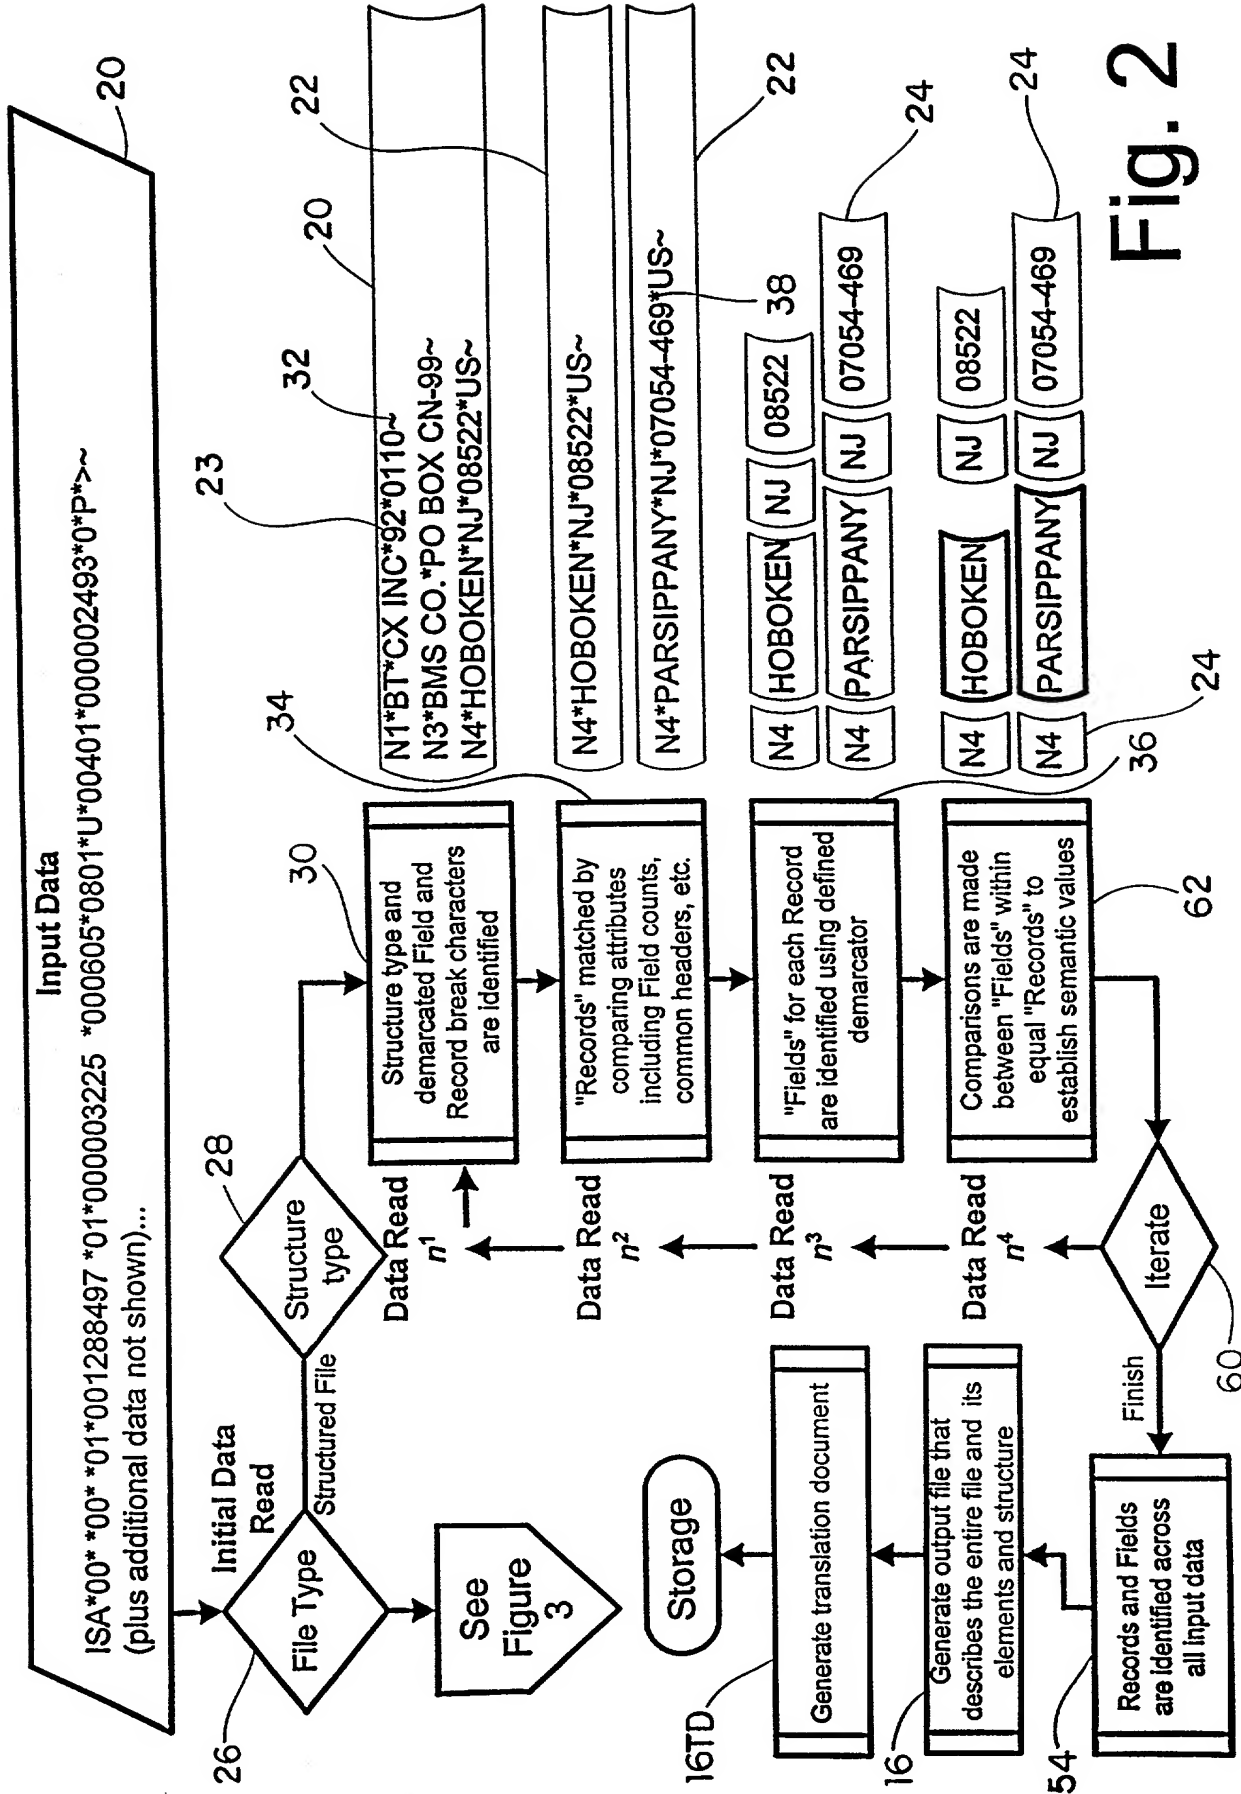 Input Data
ISA*00* *00* *01*001288497 *01*000003225 *000605*0801*U*00401*000002493*0*P*>~
(plus additional data not shown)...
20
Initial Data
Read
File Type
26
Structured File
See
Figure
3
Structure
type
28
30
Structure type and
demarcated Field and
Record break characters
are identified
Data Read
n1
23
32
20
N1*BT*CX INC*92*0110~
N3*BMS CO.*PO BOX CN-99~
N4*HOBOKEN*NJ*08522*US~
34
"Records" matched by
comparing attributes
including Field counts,
common headers, etc.
Data Read
n2
22
N4*HOBOKEN*NJ*08522*US~
N4*PARSIPPANY*NJ*07054-469*US~
22
38
"Fields" for each Record
are identified using defined
demarcator
36
Data Read
n3
N4 HOBOKEN NJ 08522
N4 PARSIPPANY NJ 07054-469
24
Comparisons are made
between "Fields" within
equal "Records" to
establish semantic values
62
Data Read
n4
N4 HOBOKEN NJ 08522
N4 PARSIPPANY NJ 07054-469
24
24
Iterate
60
Finish
Records and Fields
are identified across
all input data
54
Generate output file that
describes the entire file and its
elements and structure
16
Generate translation document
16TD
Storage
Fig. 2